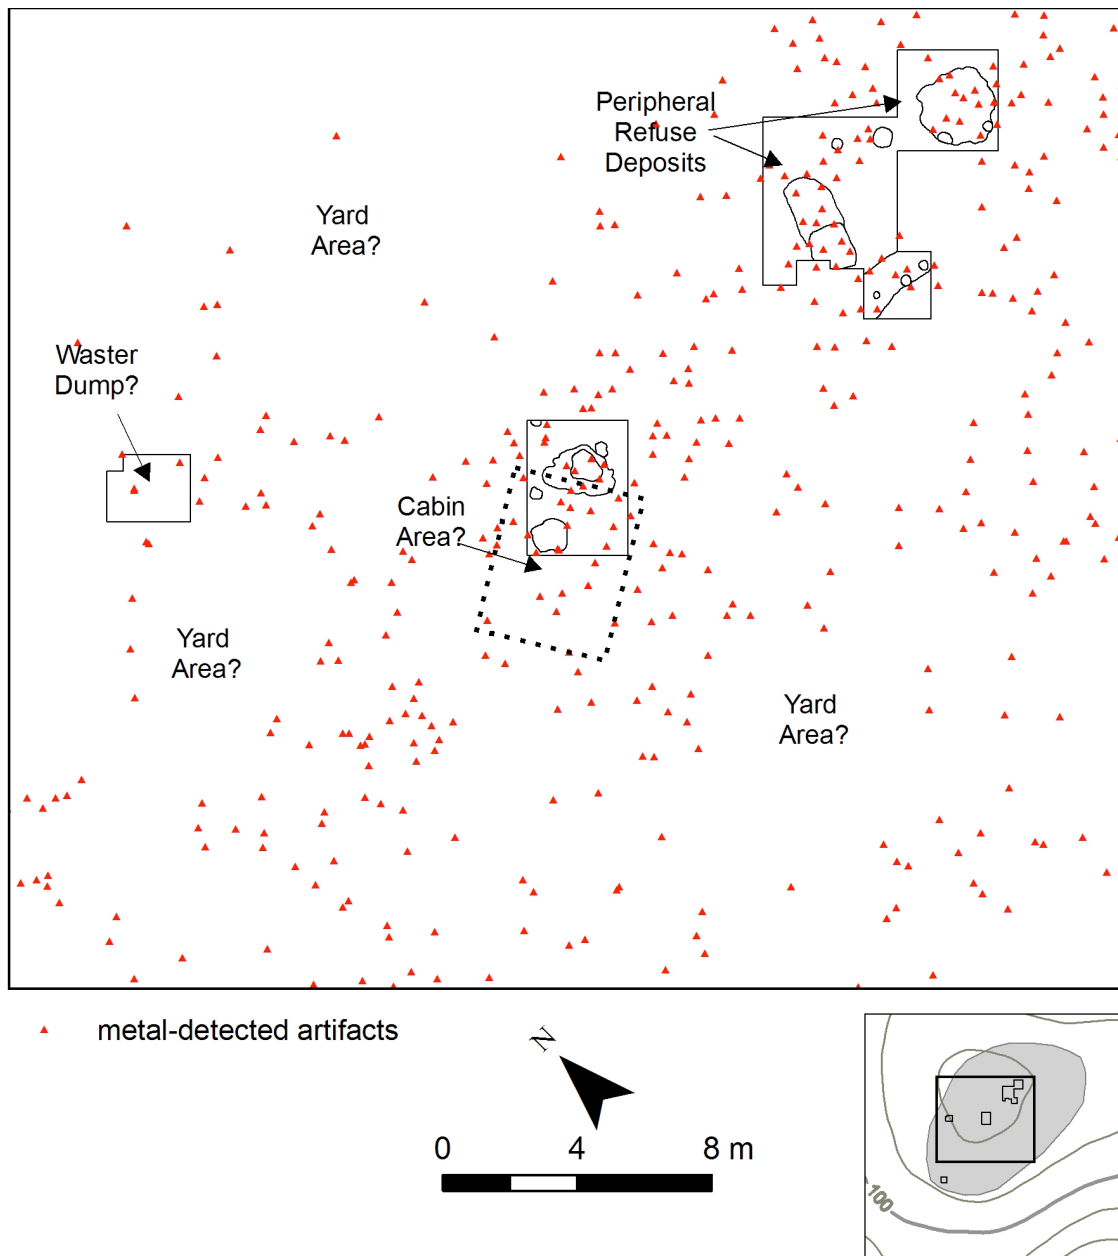 Peripheral
Refuse
Deposits
Yard
Area?
Waster
Dump?
Cabin
Area?
Yard
Area?
Yard
Area?
metal-detected artifacts
N
0 4 8 m
100